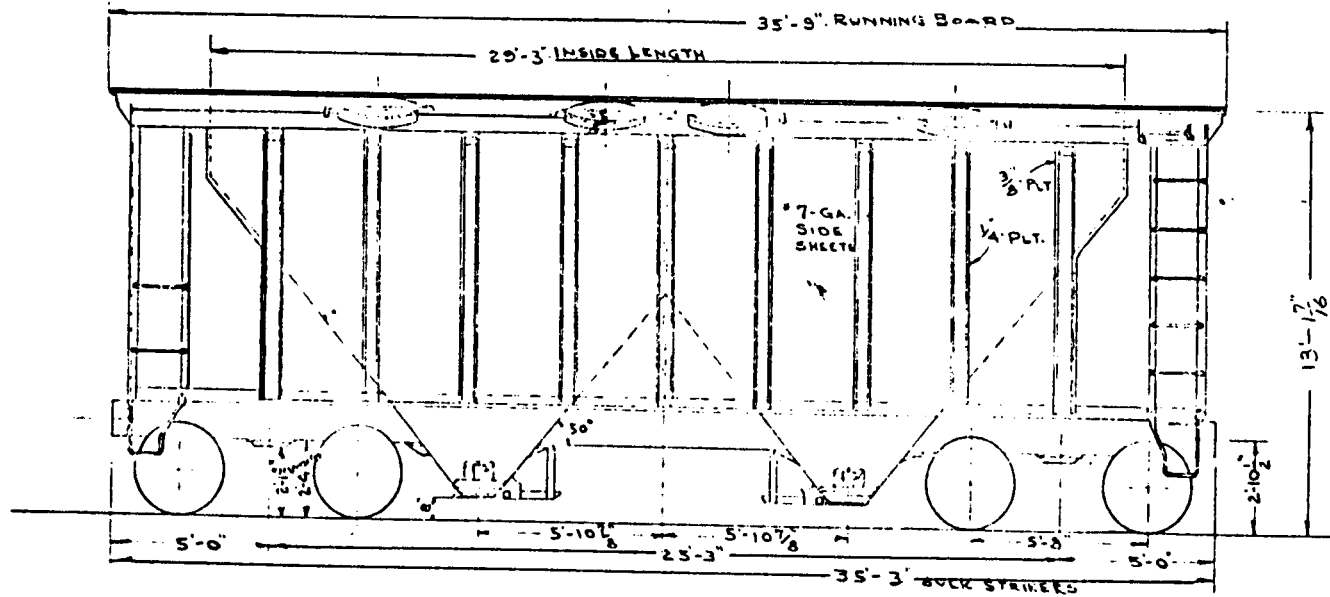 35'-9" RUNNING BOARD
29'-3" INSIDE LENGTH
3/8" PLT
7-GA.
SIDE
SHEETS
1/4" PLT.
13'-1 7/16"
50°
2'-10 1/2"
8"
5'-10 7/8"
5'-10 7/8"
5'-0"
25'-3"
5'-8"
5'-0"
35'-3" OVER STRIKERS